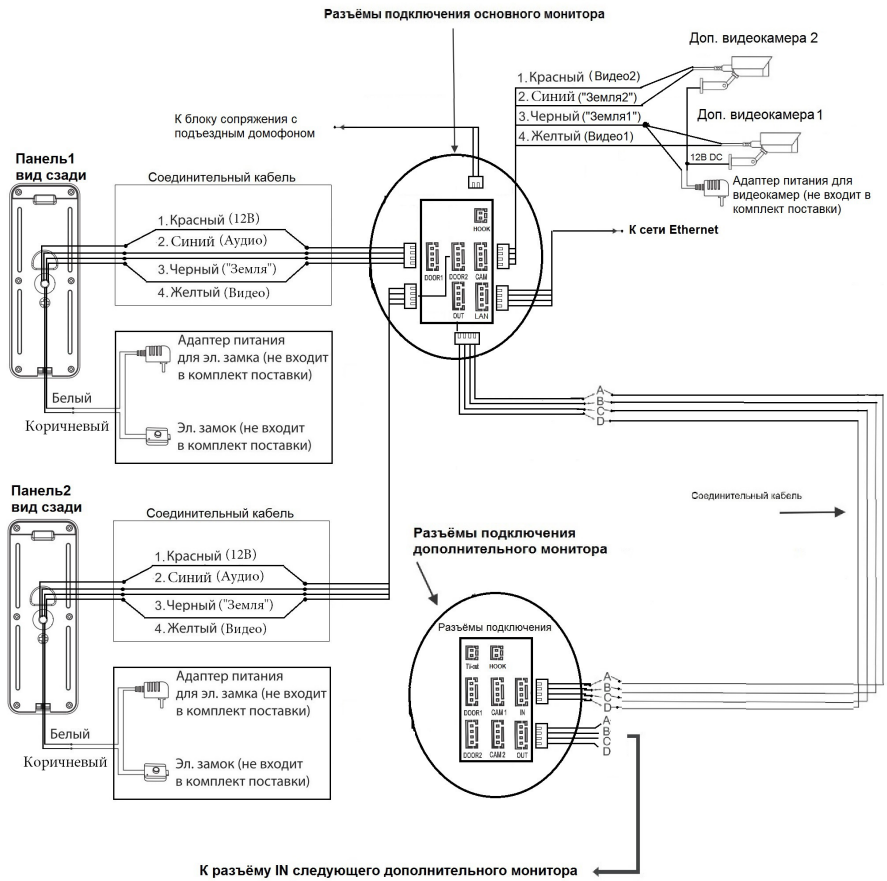 Разъёмы подключения основного монитора
Доп. видеокамера 2
1. Красный (Видео2)
2. Синий ("Земля2")
3. Черный ("Земля1")
4. Желтый (Видео1)
Доп. видеокамера 1
12В DC
Адаптер питания для
видеокамер (не входит в
комплект поставки)
К блоку сопряжения с
подъездным домофоном
Панель1
вид сзади
Соединительный кабель
1. Красный (12В)
2. Синий (Аудио)
3. Черный ("Земля")
4. Желтый (Видео)
HOOK
DOOR1
DOOR2
CAM
OUT
LAN
К сети Ethernet
Адаптер питания
для эл. замка (не входит
в комплект поставки)
Белый
Коричневый
Эл. замок (не входит
в комплект поставки)
A
B
C
D
Панель2
вид сзади
Соединительный кабель
1. Красный (12В)
2. Синий (Аудио)
3. Черный ("Земля")
4. Желтый (Видео)
Соединительный кабель
Разъёмы подключения
дополнительного монитора
Разъёмы подключения
HOOK
DOOR1
CAM 1
IN
DOOR2
CAM 2
OUT
A
B
C
D
A
B
C
D
Адаптер питания
для эл. замка (не входит
в комплект поставки)
Белый
Коричневый
Эл. замок (не входит
в комплект поставки)
К разъёму IN следующего дополнительного монитора